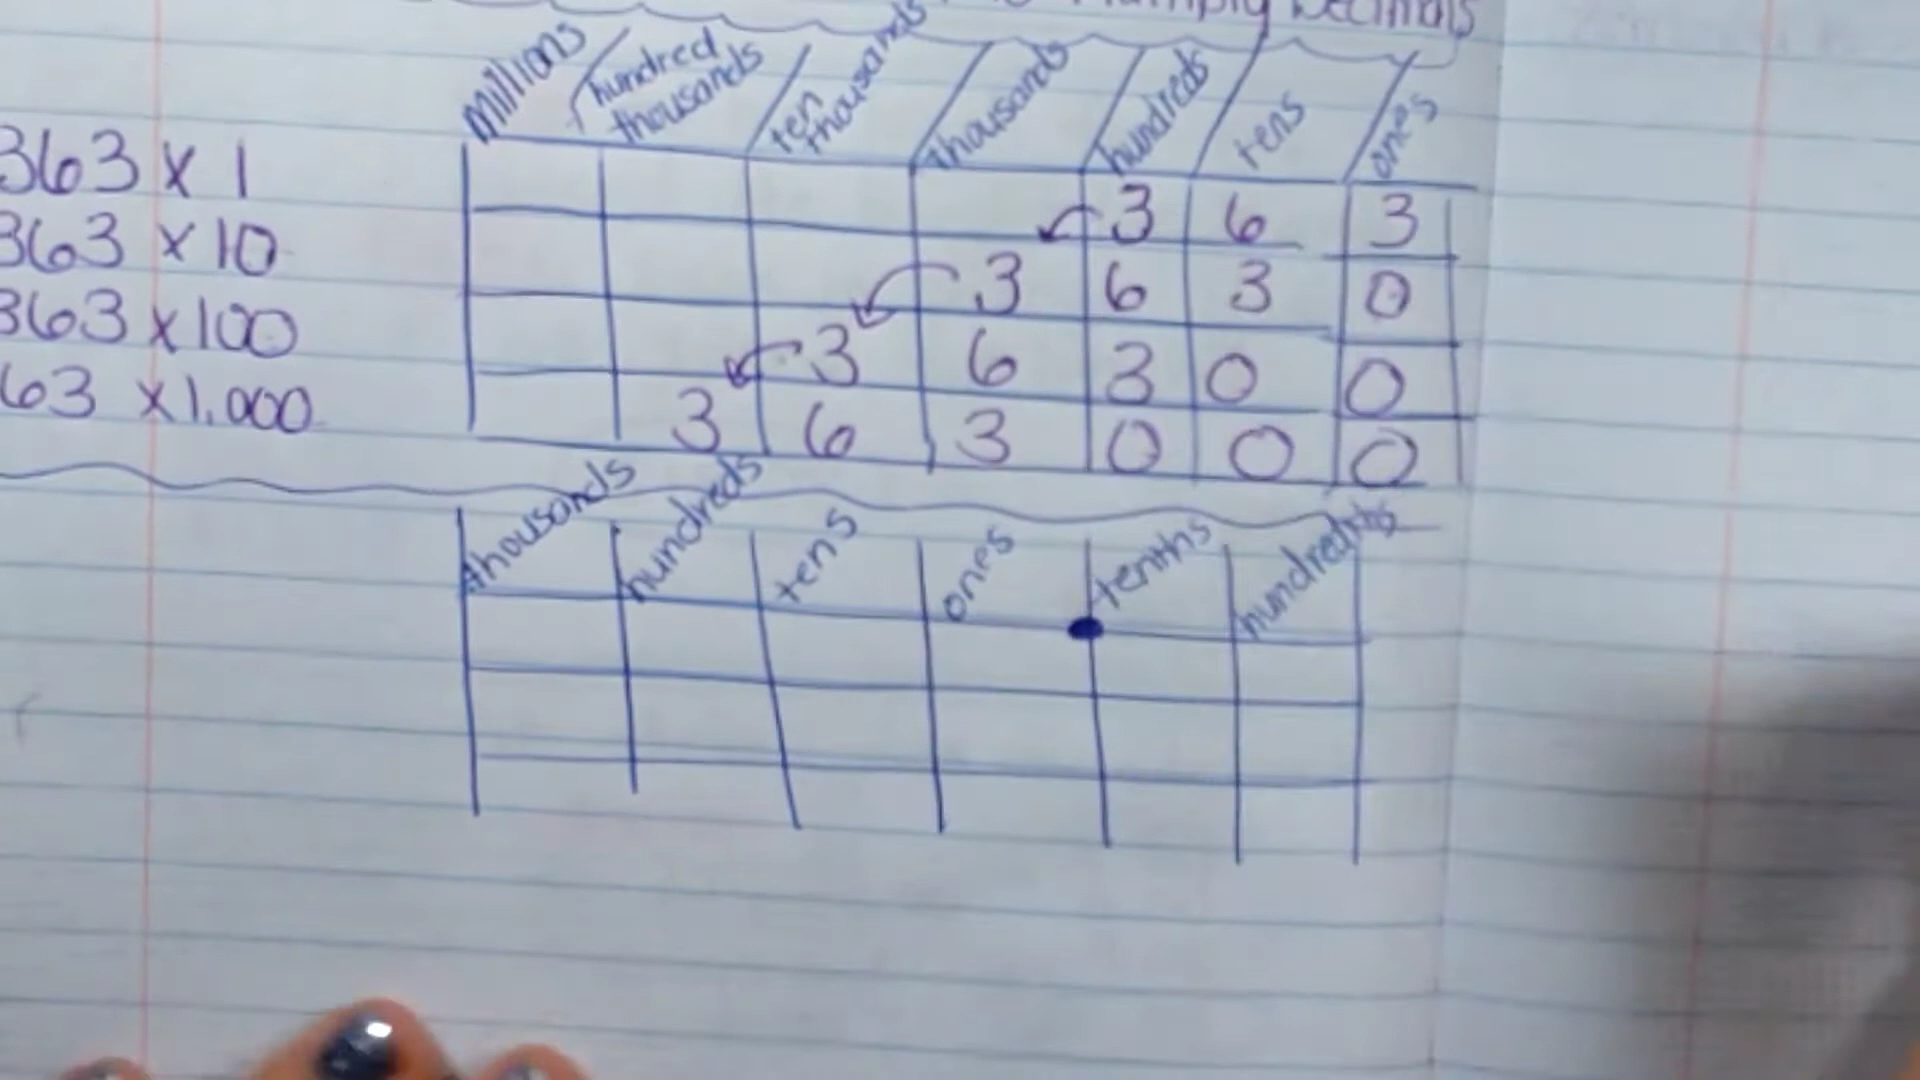 Multiply Decimals
millions hundred thousands ten thousands thousands hundreds tens ones
363 x 1 3 6 3
363 x 10 3 6 3 0
363 x 100 3 6 3 0 0
63 x 1,000 3 6 3 0 0 0
thousands hundreds tens ones tenths hundredths